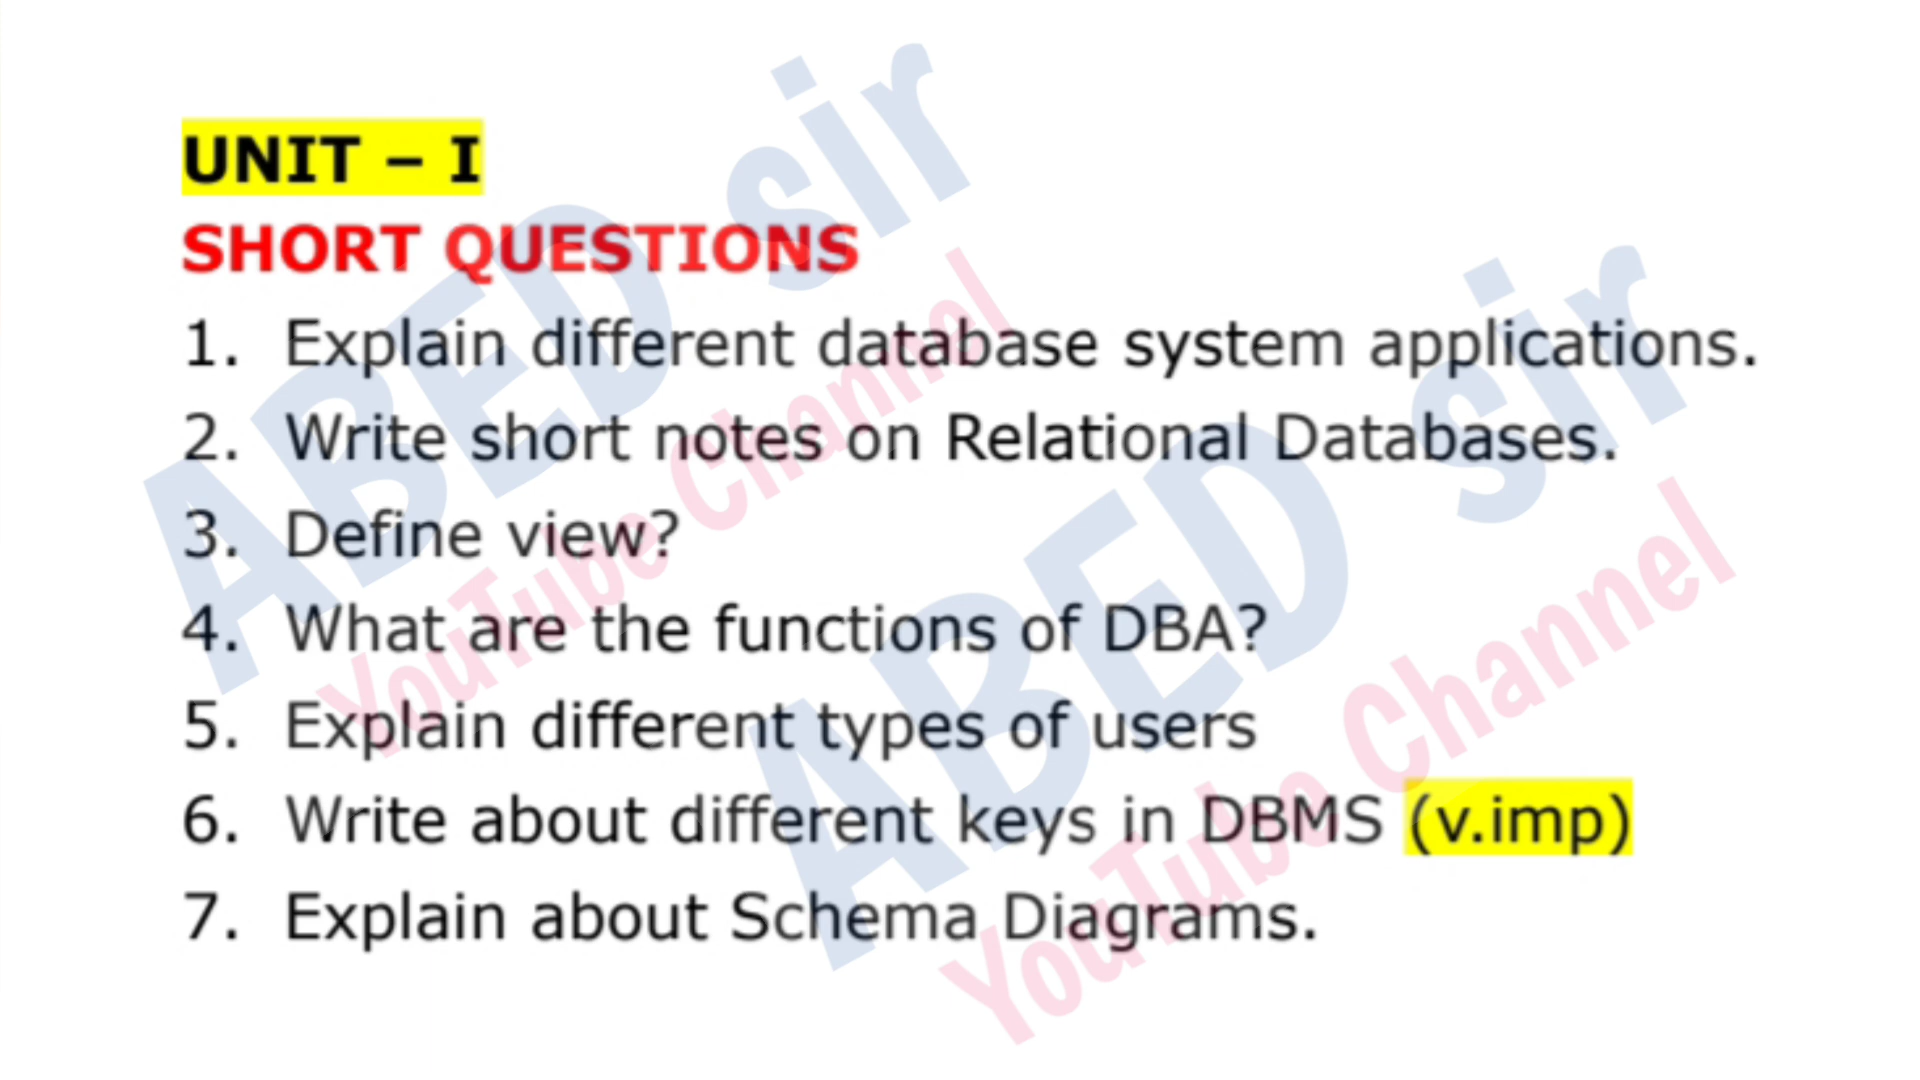 UNIT – I
SHORT QUESTIONS
1. Explain different database system applications.
2. Write short notes on Relational Databases.
3. Define view?
4. What are the functions of DBA?
5. Explain different types of users
6. Write about different keys in DBMS (v.imp)
7. Explain about Schema Diagrams.
ABED sir
YouTube Channel
ABED sir
YouTube Channel